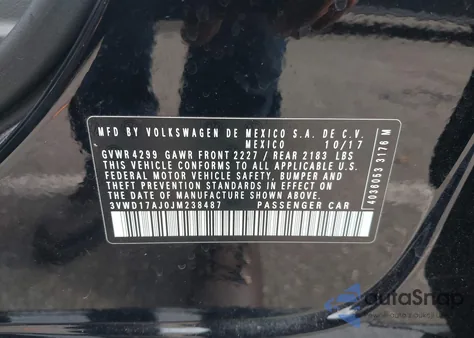 MFD BY VOLKSWAGEN DE MEXICO S.A. DE C.V.
MEXICO 10/17
GVWR 4299 GAWR FRONT 2227 / REAR 2183 LBS
THIS VEHICLE CONFORMS TO ALL APPLICABLE U.S.
FEDERAL MOTOR VEHICLE SAFETY, BUMPER AND
THEFT PREVENTION STANDARDS IN EFFECT ON
THE DATE OF MANUFACTURE SHOWN ABOVE.
3VWD17AJ0JM238487 PASSENGER CAR
4036053 3176 M
autoSnap